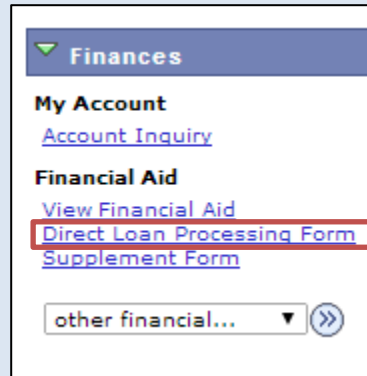 Finances
My Account
Account Inquiry
Financial Aid
View Financial Aid
Direct Loan Processing Form
Supplement Form
other financial...